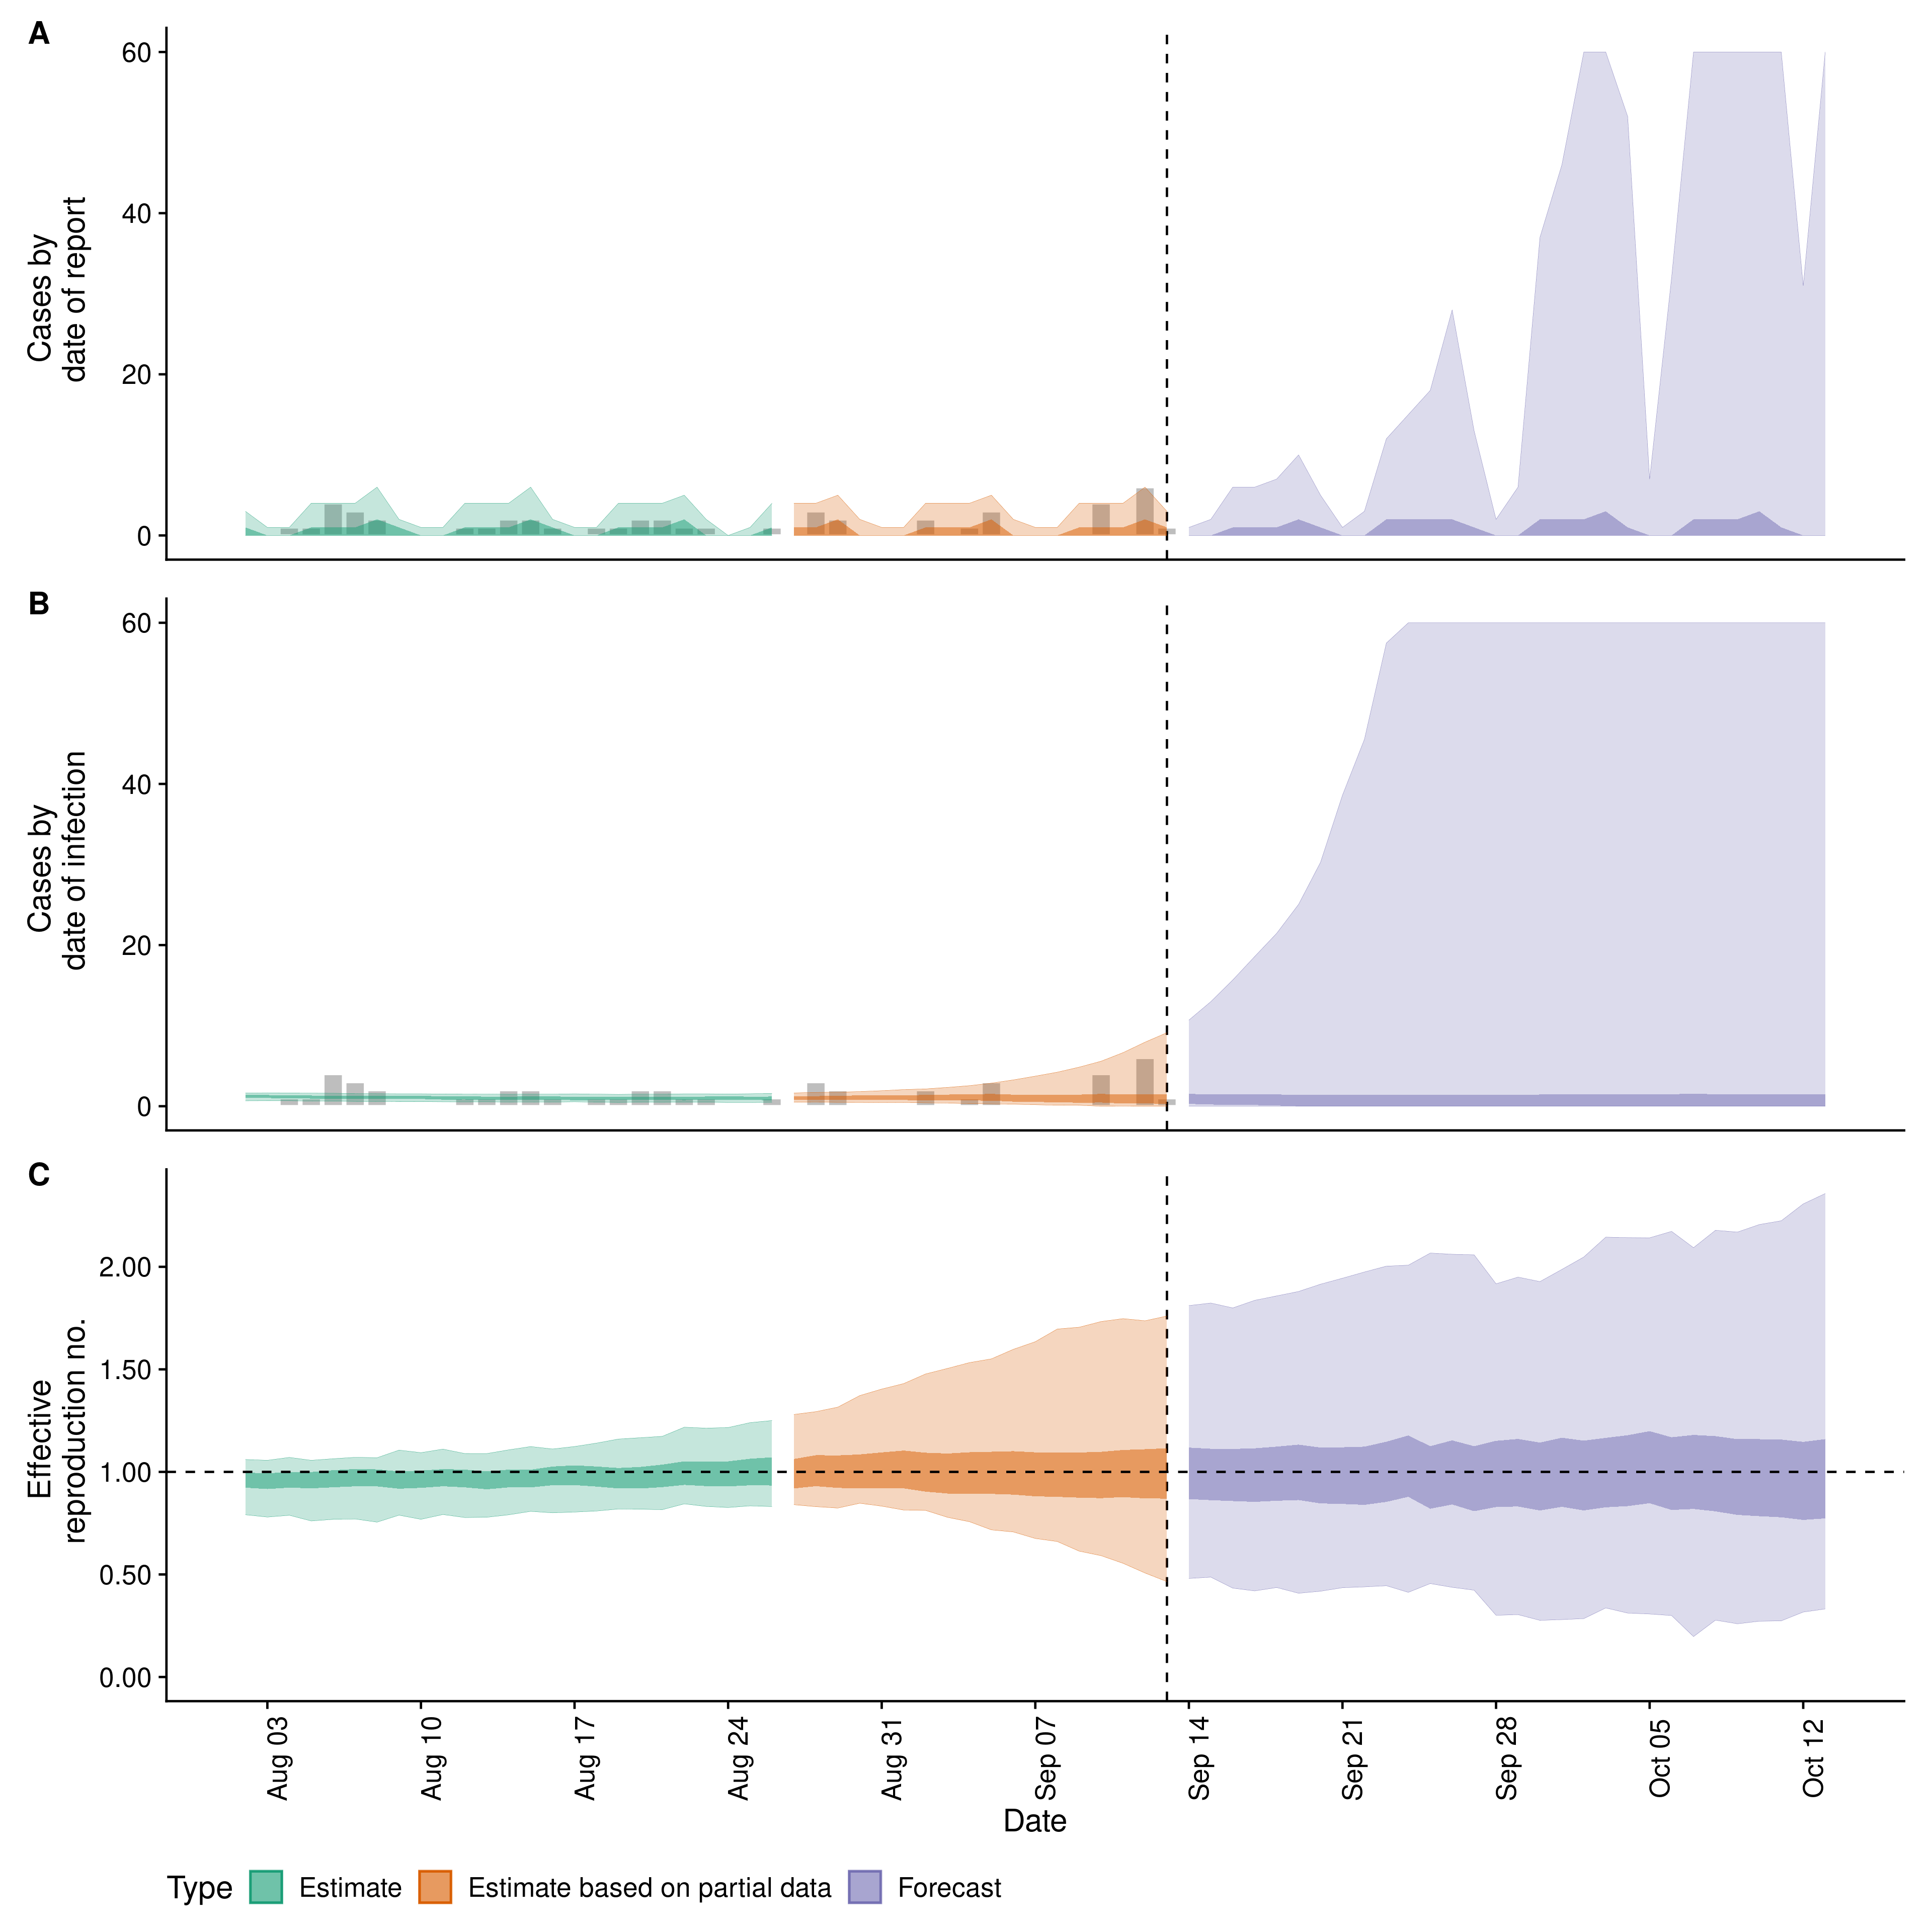 A
60
40
20
0
Cases by
date of report
B
60
40
20
0
Cases by
date of infection
C
2.00
1.50
1.00
0.50
0.00
Effective
reproduction no.
Aug 03
Aug 10
Aug 17
Aug 24
Aug 31
Sep 07
Sep 14
Sep 21
Sep 28
Oct 05
Oct 12
Date
Type Estimate Estimate based on partial data Forecast